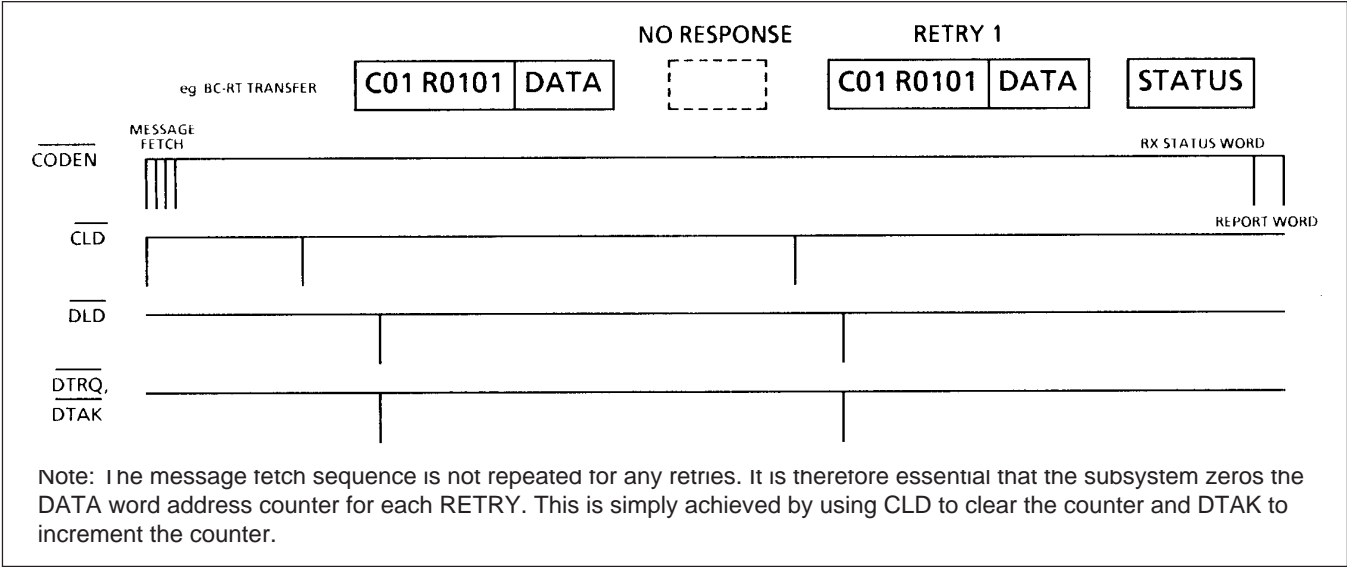 NO RESPONSE RETRY 1
eg BC-RT TRANSFER C01 R0101 DATA C01 R0101 DATA STATUS
MESSAGE
FETCH
CODEN
RX STATUS WORD
REPORT WORD
CLD
DLD
DTRQ,
DTAK
Note: The message fetch sequence is not repeated for any retries. It is therefore essential that the subsystem zeros the
DATA word address counter for each RETRY. This is simply achieved by using CLD to clear the counter and DTAK to
increment the counter.